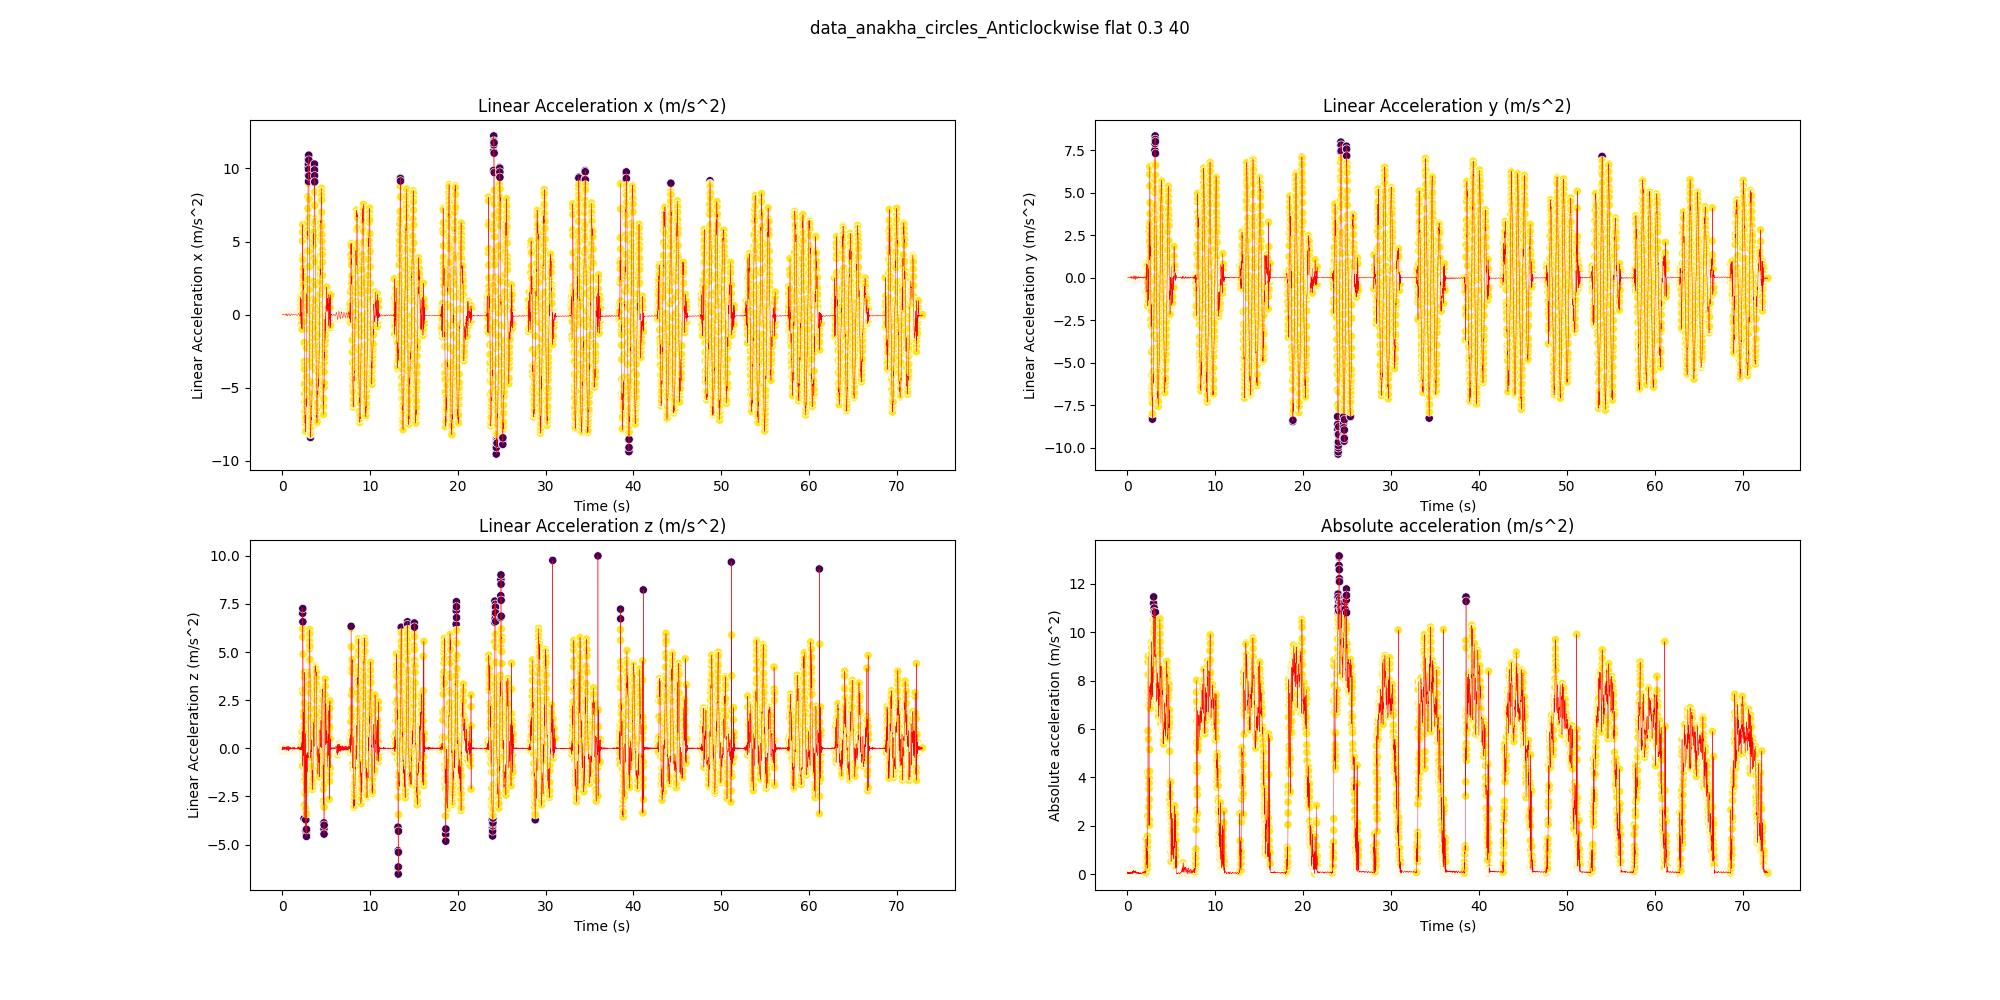 data_anakha_circles_Anticlockwise flat 0.3 40
Linear Acceleration x (m/s^2)
Linear Acceleration x (m/s^2)
10
5
0
−5
−10
0 10 20 30 40 50 60 70
Time (s)
Linear Acceleration y (m/s^2)
Linear Acceleration y (m/s^2)
7.5
5.0
2.5
0.0
−2.5
−5.0
−7.5
−10.0
0 10 20 30 40 50 60 70
Time (s)
Linear Acceleration z (m/s^2)
Linear Acceleration z (m/s^2)
10.0
7.5
5.0
2.5
0.0
−2.5
−5.0
0 10 20 30 40 50 60 70
Time (s)
Absolute acceleration (m/s^2)
Absolute acceleration (m/s^2)
12
10
8
6
4
2
0
0 10 20 30 40 50 60 70
Time (s)